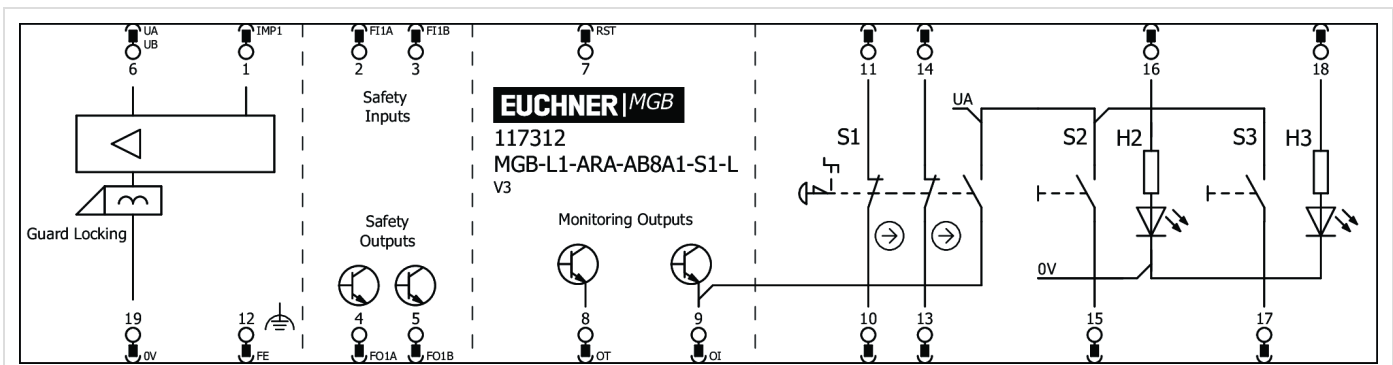 UA IMP1 FI1A FI1B RST
UB
6 1 2 3 7 11 14 16 18
Safety
Inputs
EUCHNER MGB
117312
MGB-L1-ARA-AB8A1-S1-L
V3
UA
S1 S2 H2 S3 H3
Guard Locking
Safety
Outputs
Monitoring Outputs
0V
19 12 4 5 8 9 10 13 15 17
0V FE FO1A FO1B OT OI